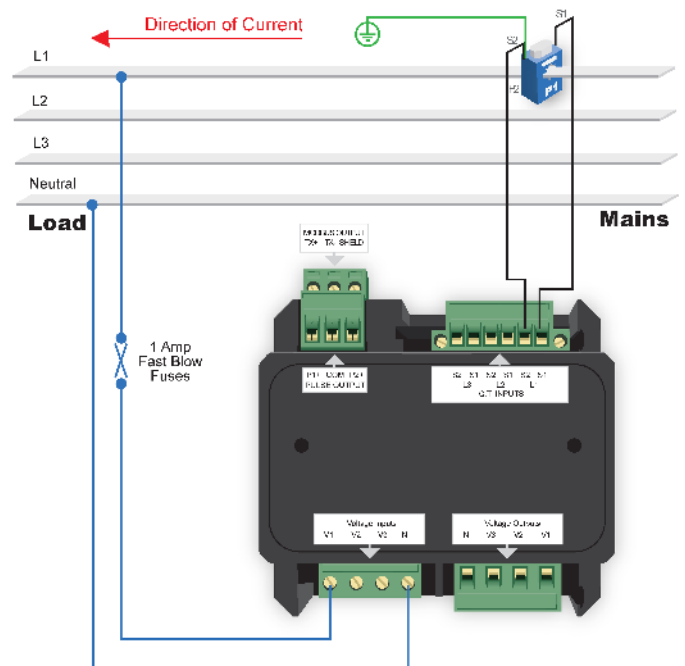 Direction of Current
S1
S2
L1
P2
P1
L2
L3
Neutral
Load
Mains
MODBUS OUTPUT
TX+ TX- SHIELD
1 Amp
Fast Blow
Fuses
P1+ COM P2+
PULSE OUTPUT
S2 S1 S2 S1 S2 S1
L3 L2 L1
C/T INPUTS
Voltage Inputs
V1 V2 V3 N
Voltage Outputs
N V3 V2 V1